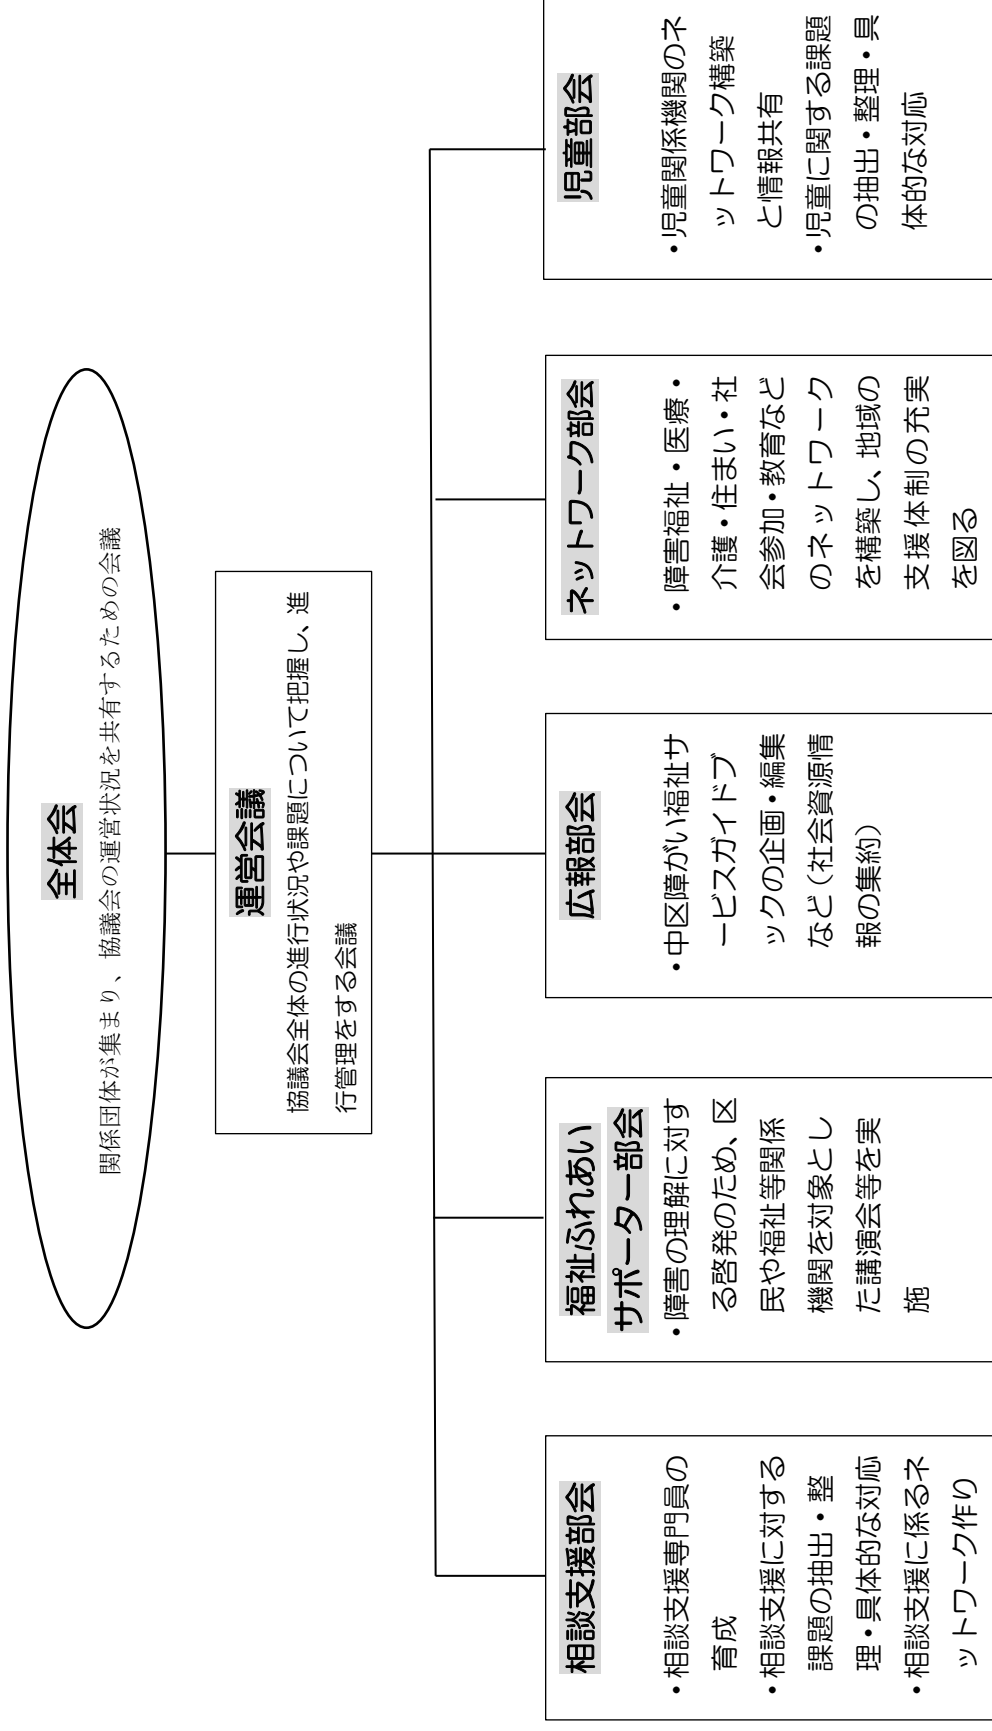 全体会
関係団体が集まり、協議会の運営状況を共有するための会議
運営会議
協議会全体の進行状況や課題について把握し、進
行管理をする会議
相談支援部会
・相談支援専門員の
育成
・相談支援に対する
課題の抽出・整
理・具体的な対応
・相談支援に係るネ
ットワーク作り
福祉ふれあい
サポーター部会
・障害の理解に対す
る啓発のため、区
民や福祉等関係
機関を対象とし
た講演会等を実
施
広報部会
・中区障がい福祉サ
ービスガイドブ
ックの企画・編集
など（社会資源情
報の集約）
ネットワーク部会
・障害福祉・医療・
介護・住まい・社
会参加・教育など
のネットワーク
を構築し、地域の
支援体制の充実
を図る
児童部会
・児童関係機関のネ
ットワーク構築
と情報共有
・児童に関する課題
の抽出・整理・具
体的な対応